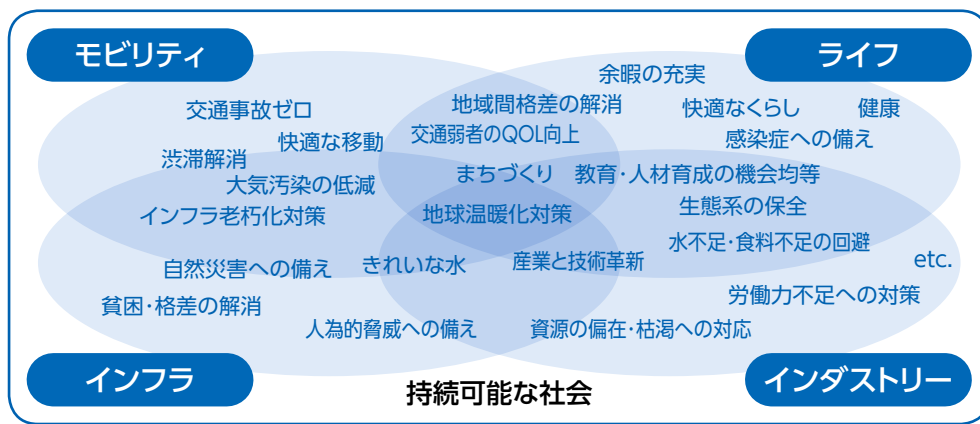 モビリティ
ライフ
余暇の充実
交通事故ゼロ
地域間格差の解消
快適なくらし
健康
快適な移動
交通弱者のQOL向上
感染症への備え
渋滞解消
大気汚染の低減
まちづくり
教育・人材育成の機会均等
インフラ老朽化対策
地球温暖化対策
生態系の保全
水不足・食料不足の回避
自然災害への備え
きれいな水
産業と技術革新
etc.
貧困・格差の解消
労働力不足への対策
人為的脅威への備え
資源の偏在・枯渇への対応
インフラ
持続可能な社会
インダストリー